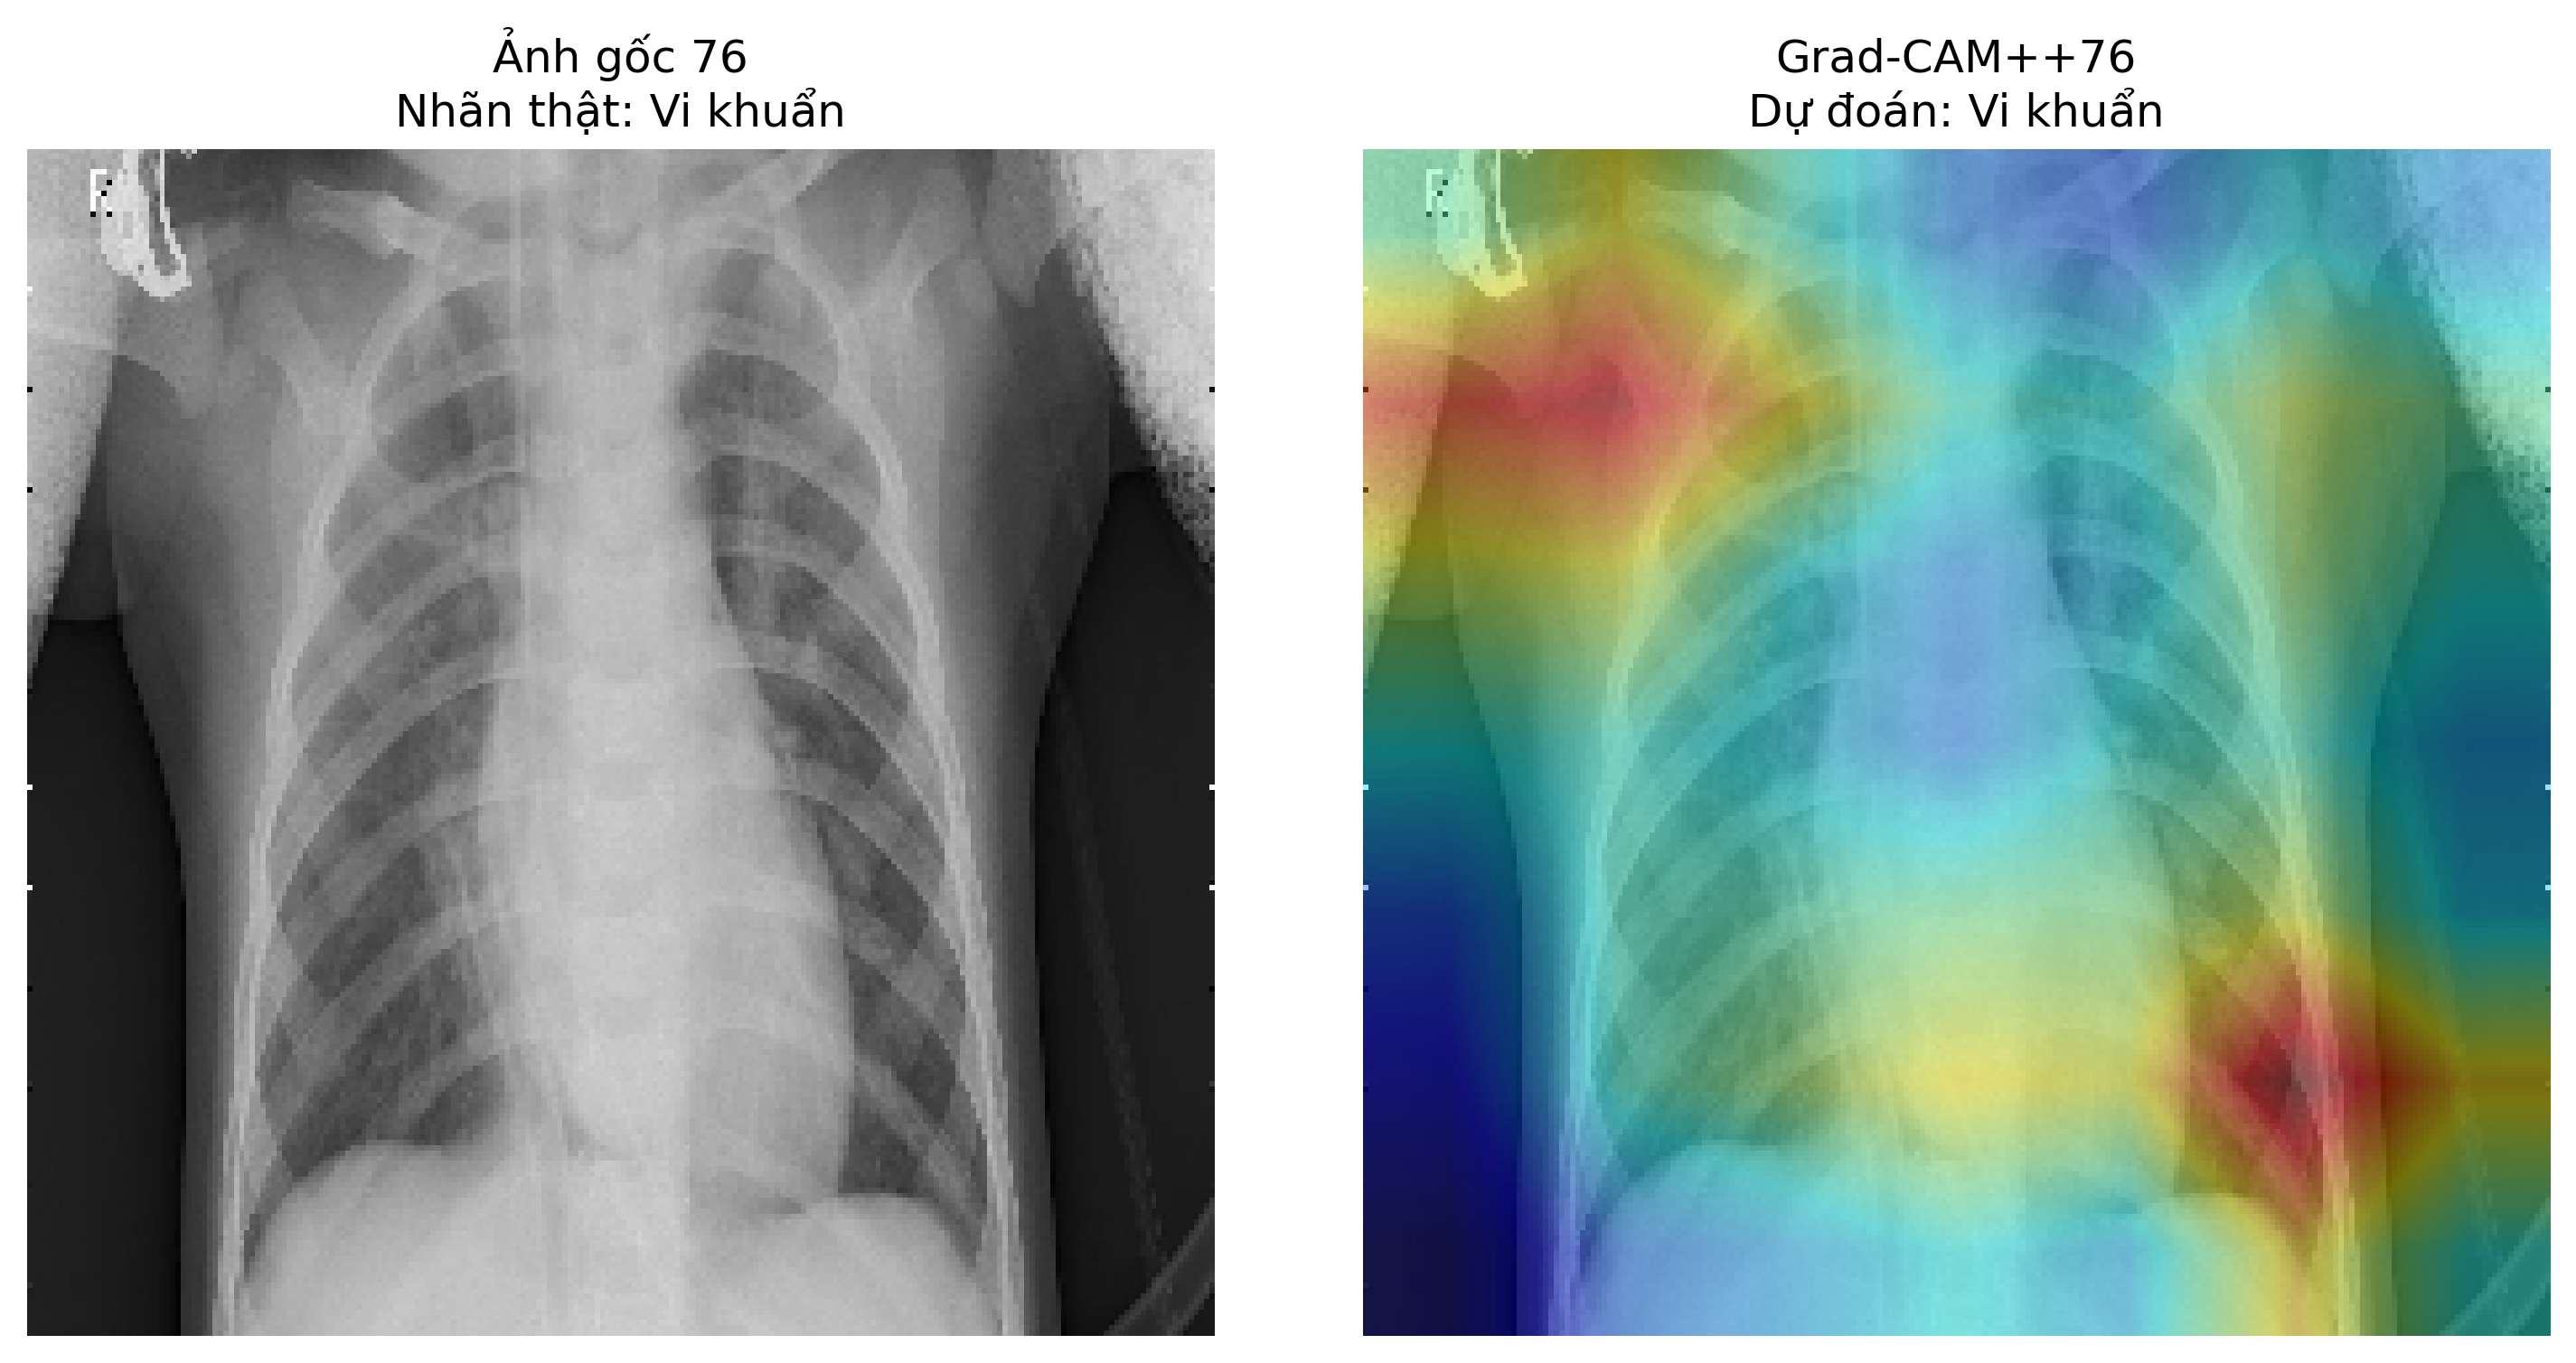 Ảnh gốc 76
Nhãn thật: Vi khuẩn
Grad-CAM++76
Dự đoán: Vi khuẩn
R